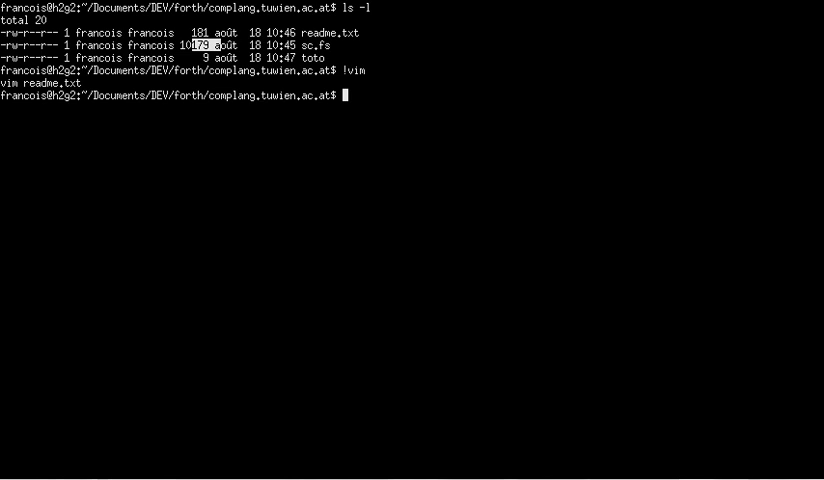 francois@h2g2:~/Documents/DEV/forth/complang.tuwien.ac.at$ ls -l
total 20
-rw-r--r-- 1 francois francois   181 août  18 10:46 readme.txt
-rw-r--r-- 1 francois francois 10179 août  18 10:45 sc.fs
-rw-r--r-- 1 francois francois     9 août  18 10:47 toto
francois@h2g2:~/Documents/DEV/forth/complang.tuwien.ac.at$ !vim
vim readme.txt
francois@h2g2:~/Documents/DEV/forth/complang.tuwien.ac.at$